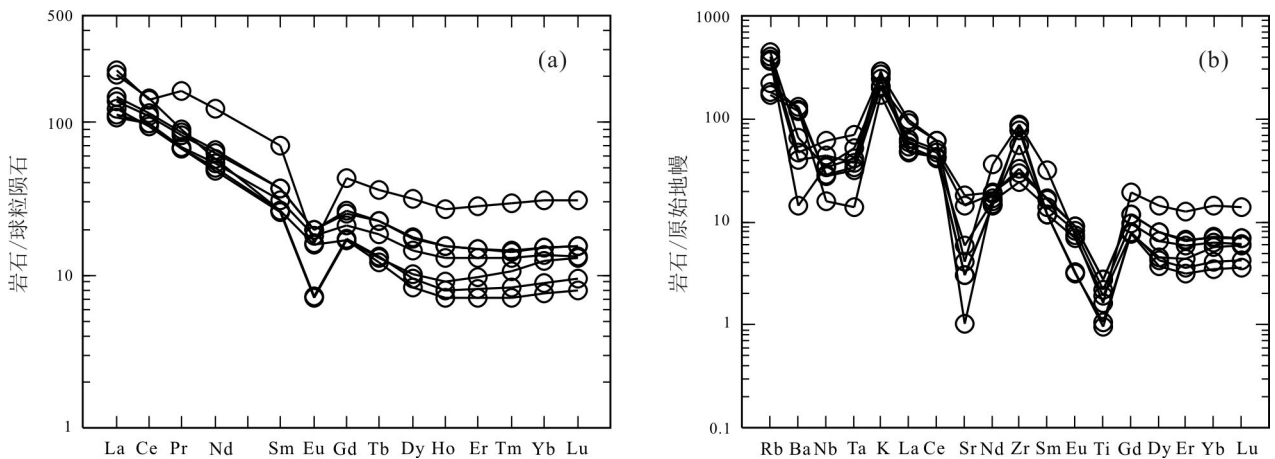 500
100
10
1
(a)
岩石/球粒陨石
La Ce Pr Nd Sm Eu Gd Tb Dy Ho Er Tm Yb Lu
1000
100
10
1
0.1
(b)
岩石/原始地幔
Rb Ba Nb Ta K La Ce Sr Nd Zr Sm Eu Ti Gd Dy Er Yb Lu